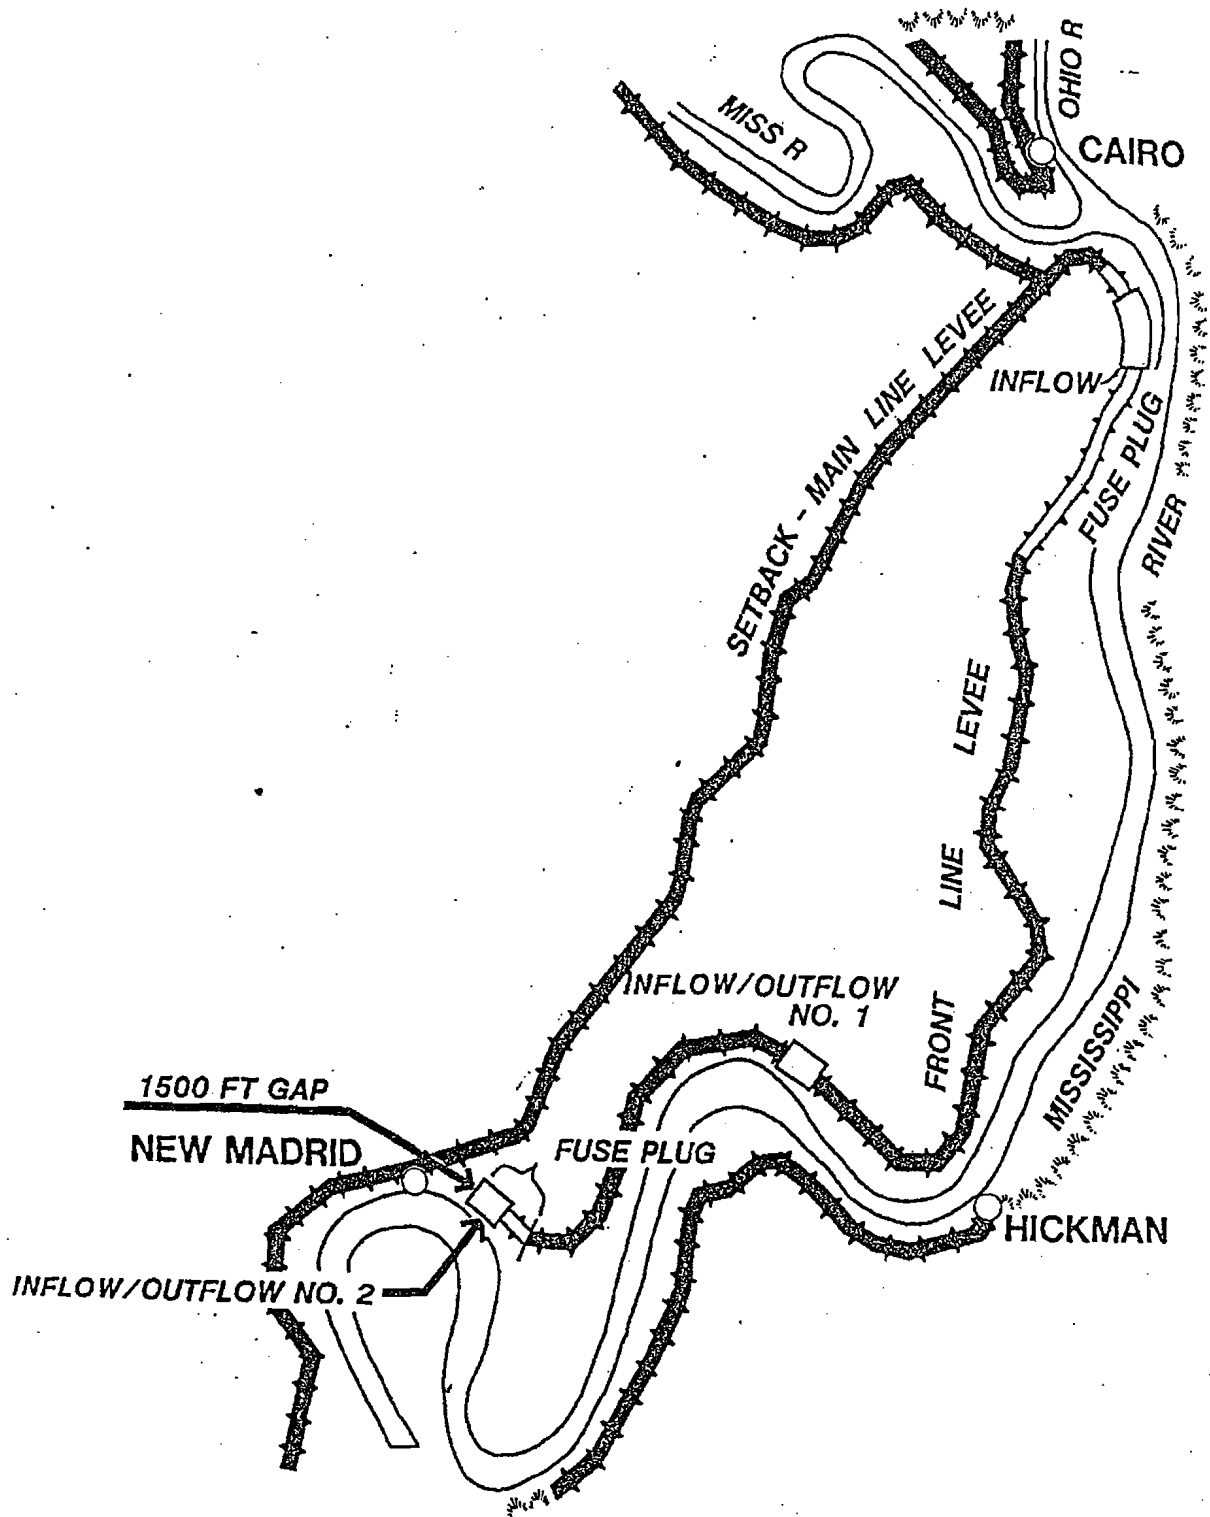 OHIO R
MISS R
CAIRO
SETBACK - MAIN LINE LEVEE
INFLOW
FUSE PLUG
RIVER
MISSISSIPPI
FRONT LINE LEVEE
INFLOW/OUTFLOW
NO. 1
1500 FT GAP
NEW MADRID
FUSE PLUG
HICKMAN
INFLOW/OUTFLOW NO. 2